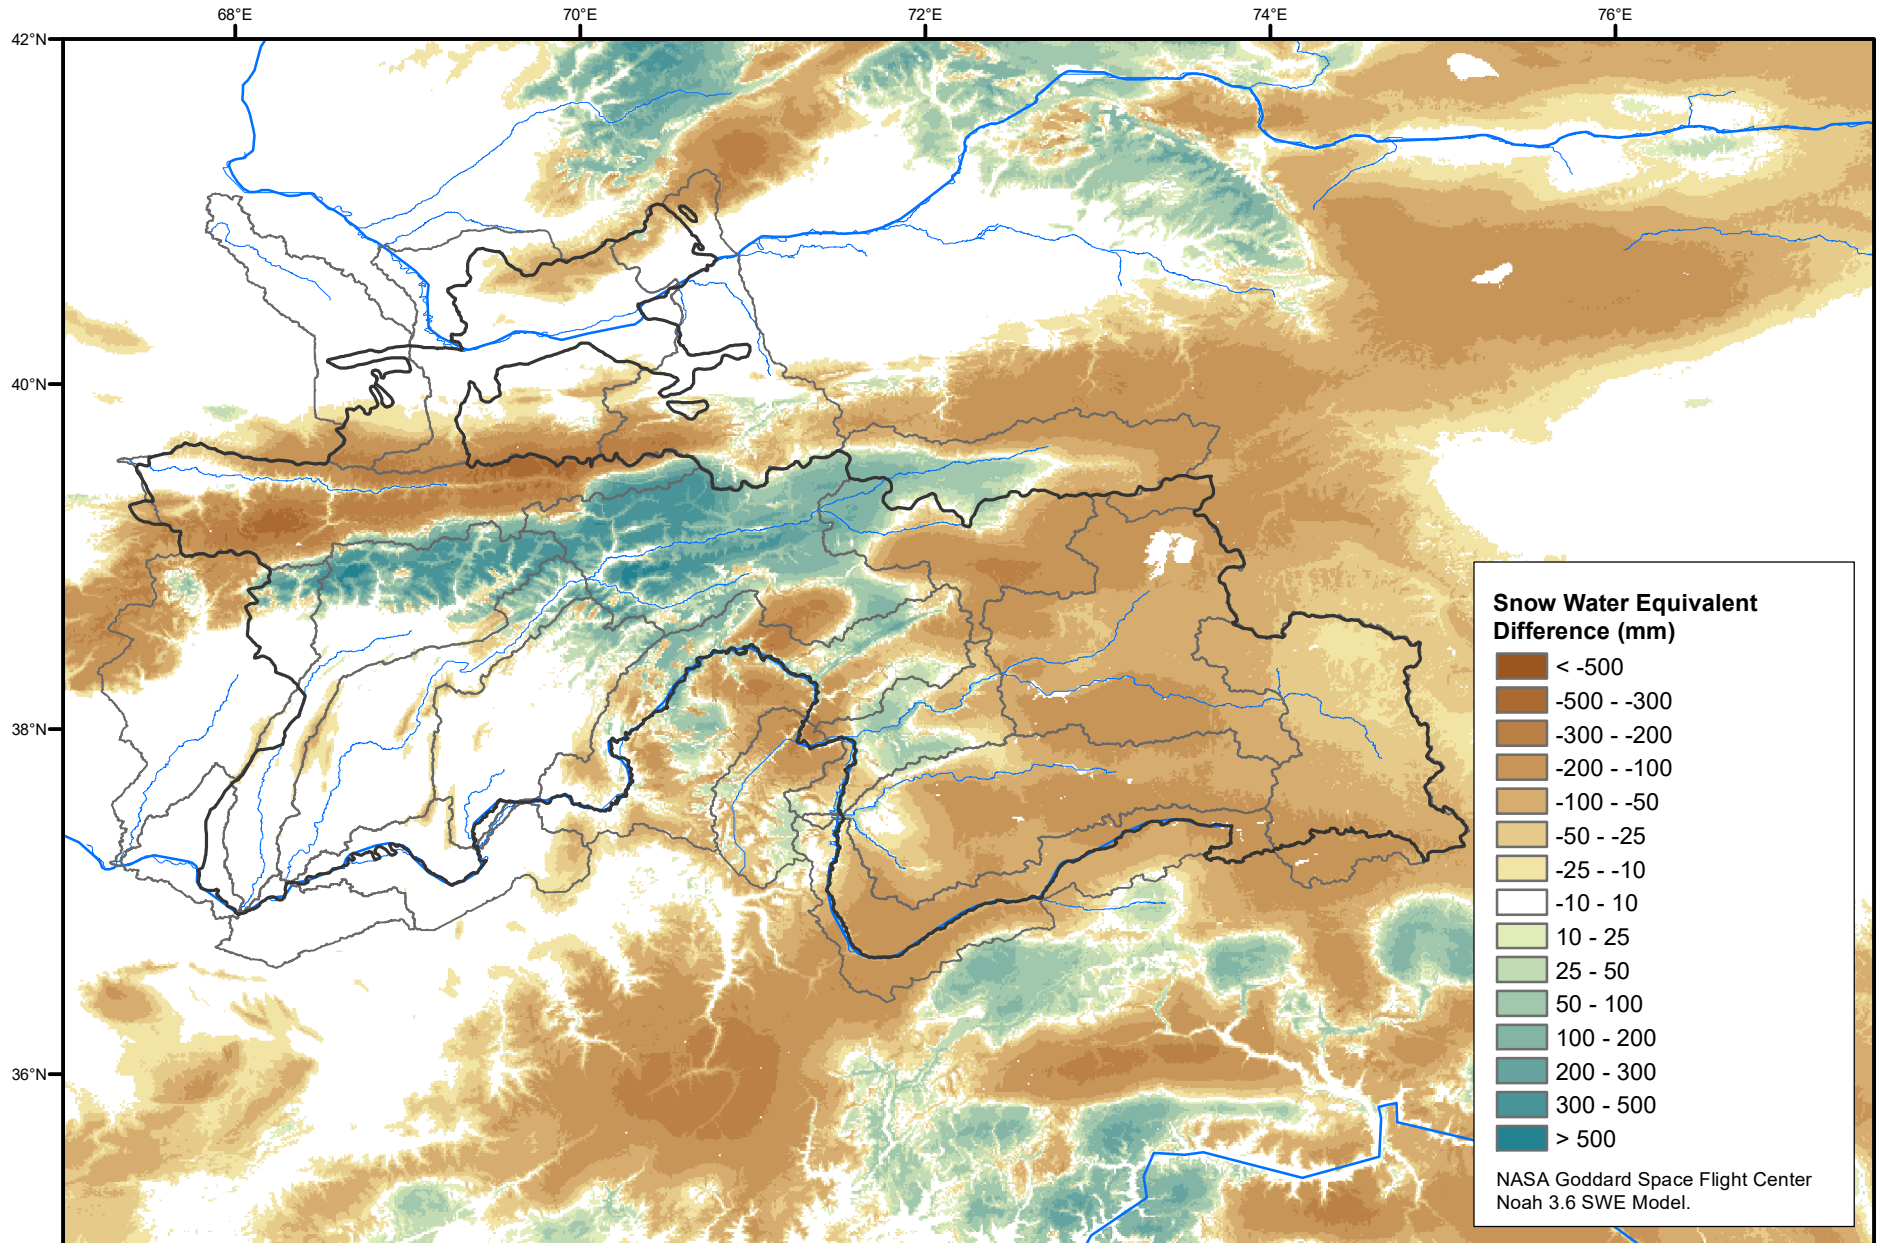 68°E
70°E
72°E
74°E
76°E
42°N
40°N
38°N
36°N
Snow Water Equivalent
Difference (mm)
< -500
-500 - -300
-300 - -200
-200 - -100
-100 - -50
-50 - -25
-25 - -10
-10 - 10
10 - 25
25 - 50
50 - 100
100 - 200
200 - 300
300 - 500
> 500
NASA Goddard Space Flight Center
Noah 3.6 SWE Model.